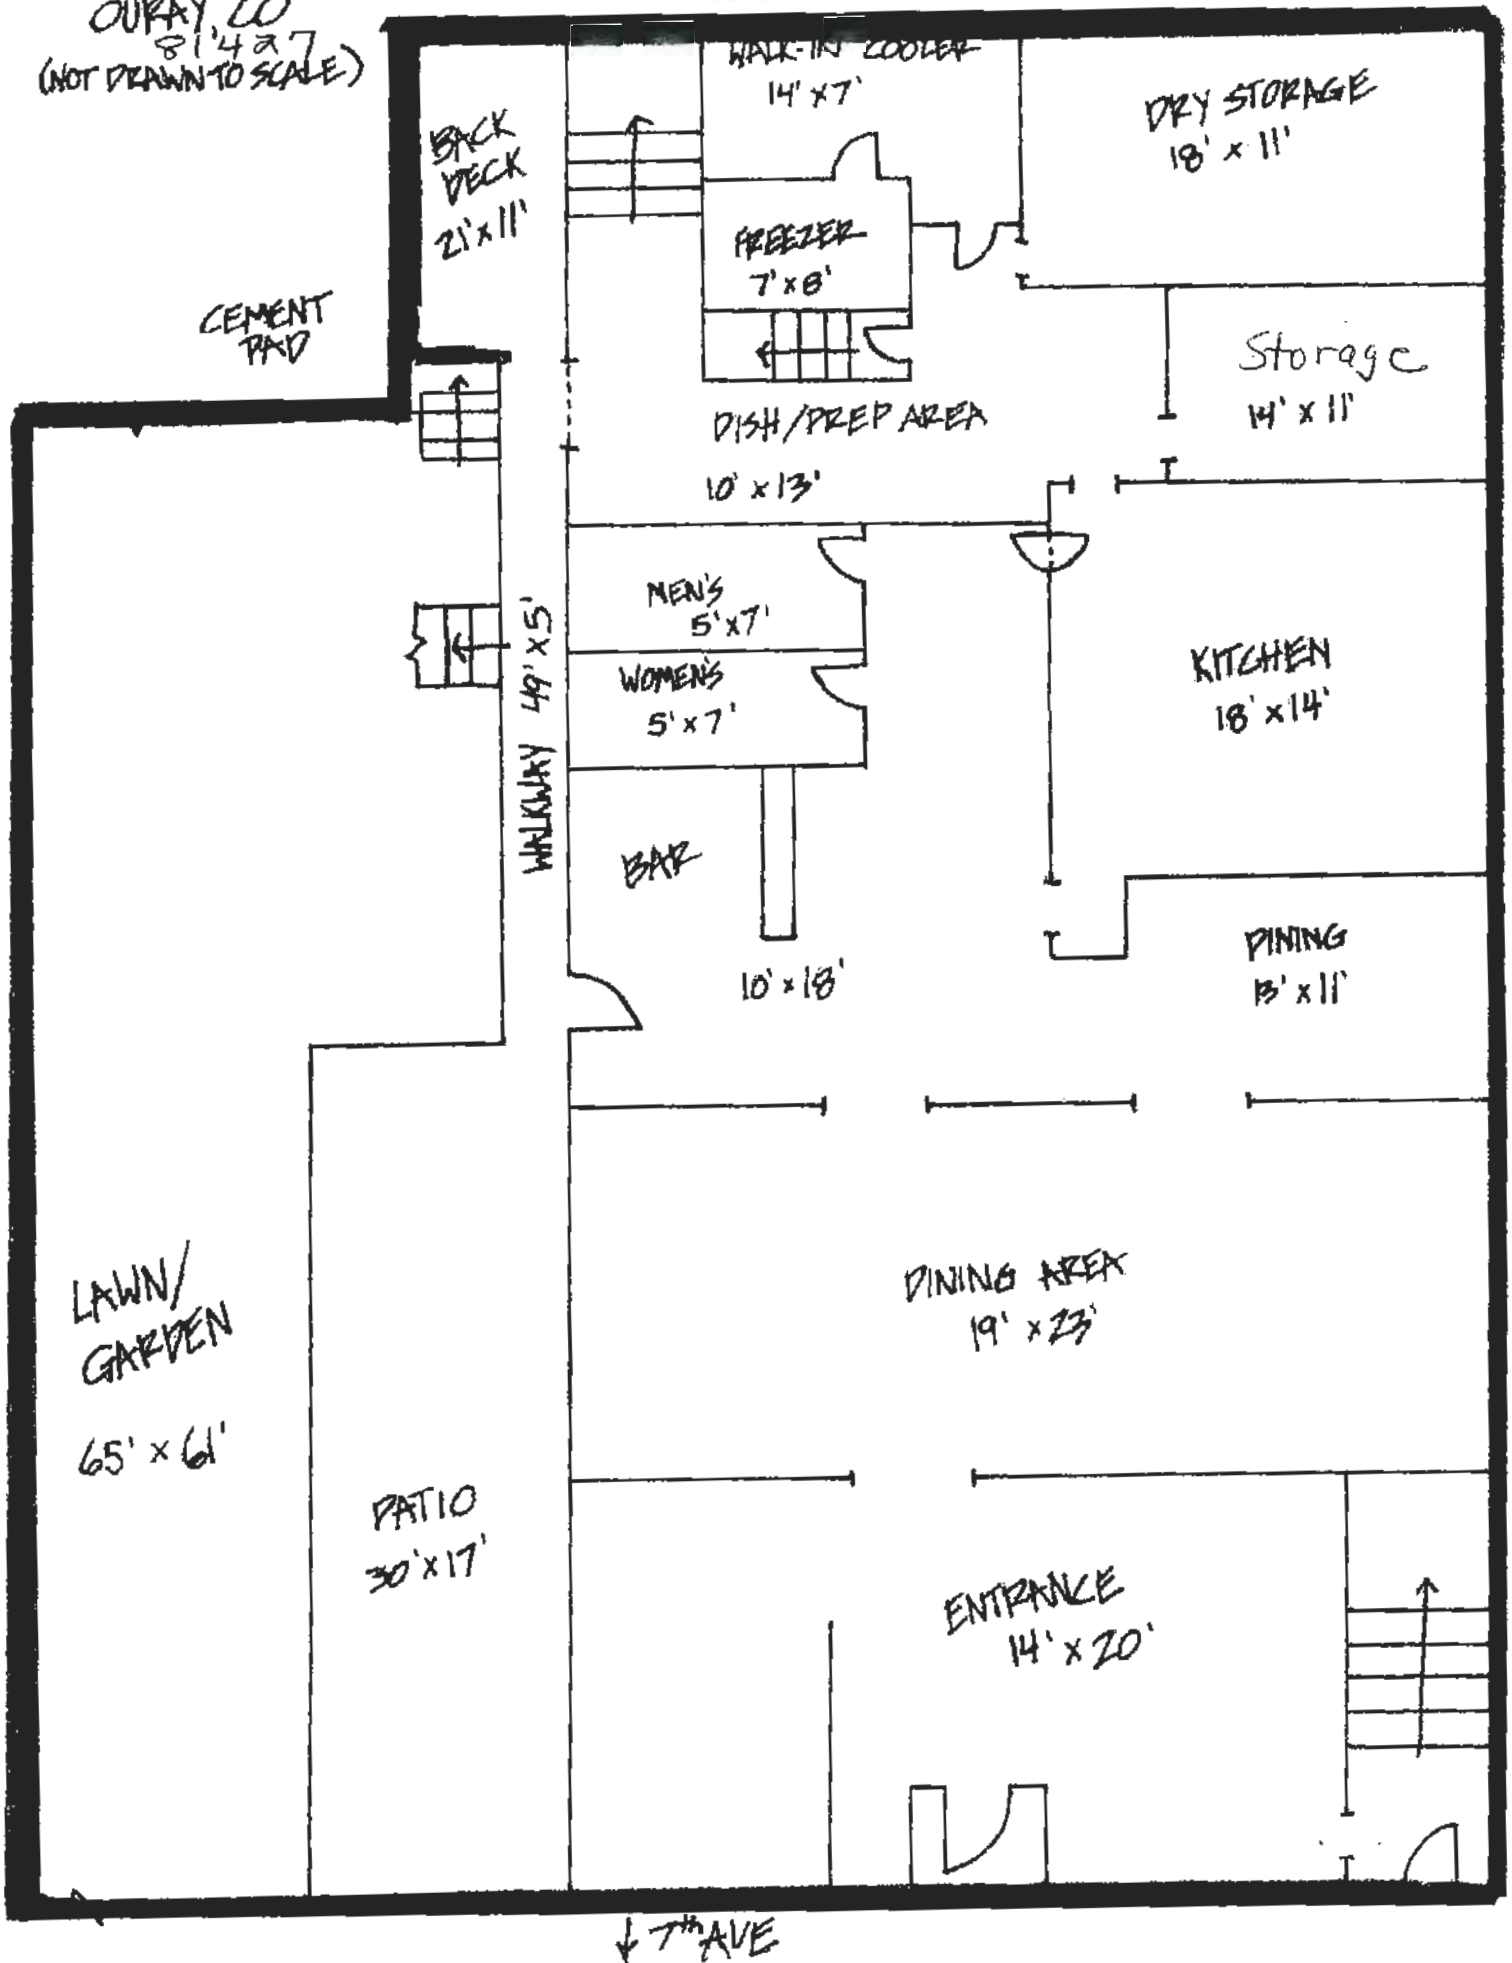 OURAY, CO
81427
(NOT DRAWN TO SCALE)
WALK-IN COOLER
14' x 7'
DRY STORAGE
18' x 11'
BACK
DECK
21' x 11'
FREEZER
7' x 8'
CEMENT
PAD
Storage
14' x 11'
DISH/PREP AREA
10' x 13'
MEN'S
5' x 7'
WOMEN'S
5' x 7'
KITCHEN
18' x 14'
WALKWAY 49' x 5'
BAR
10' x 18'
DINING
13' x 11'
DINING AREA
19' x 23'
LAWN/
GARDEN
65' x 61'
PATIO
30' x 17'
ENTRANCE
14' x 20'
↓ 7th AVE